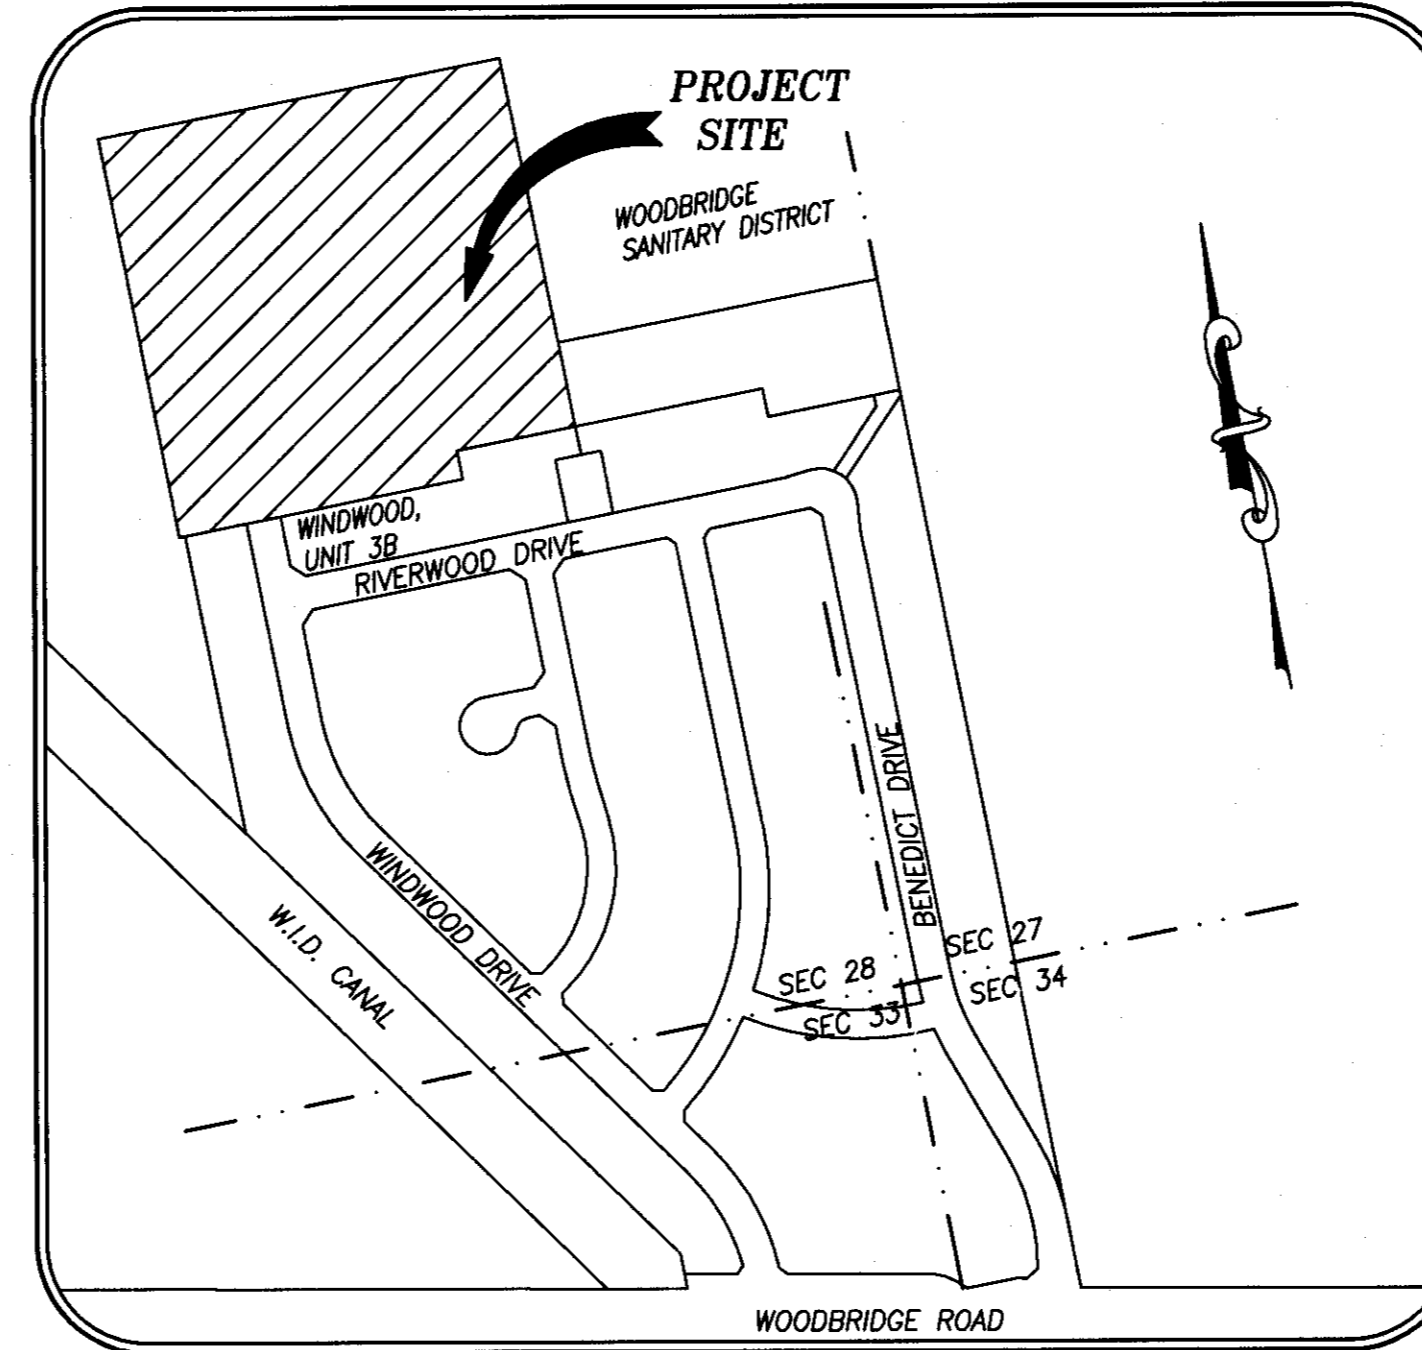 PROJECT
SITE
WOODBRIDGE
SANITARY DISTRICT
WINDWOOD,
UNIT 3B
RIVERWOOD DRIVE
BENEDICT DRIVE
WINDWOOD DRIVE
W.I.D. CANAL
SEC 27
SEC 28
SEC 34
SEC 33
WOODBRIDGE ROAD